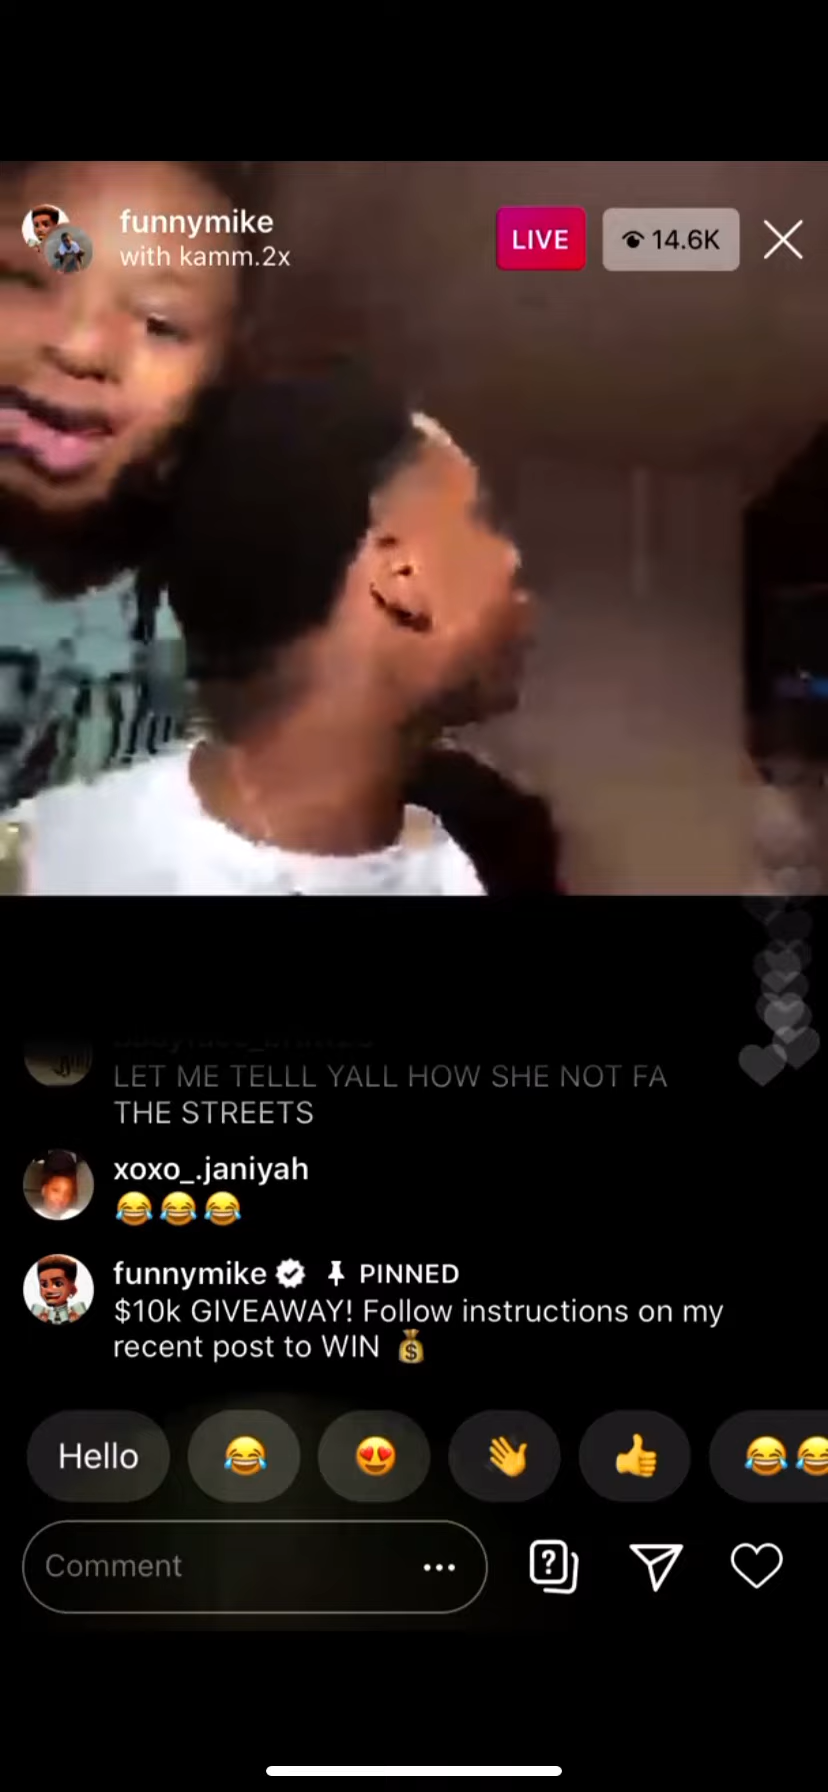 funnymike
with kamm.2x
LIVE
14.6K
LET ME TELLL YALL HOW SHE NOT FA
THE STREETS
xoxo_.janiyah
😂😂😂
funnymike PINNED
$10k GIVEAWAY! Follow instructions on my
recent post to WIN 💰
Hello 😂 😍 👋 👍 😂😂
Comment